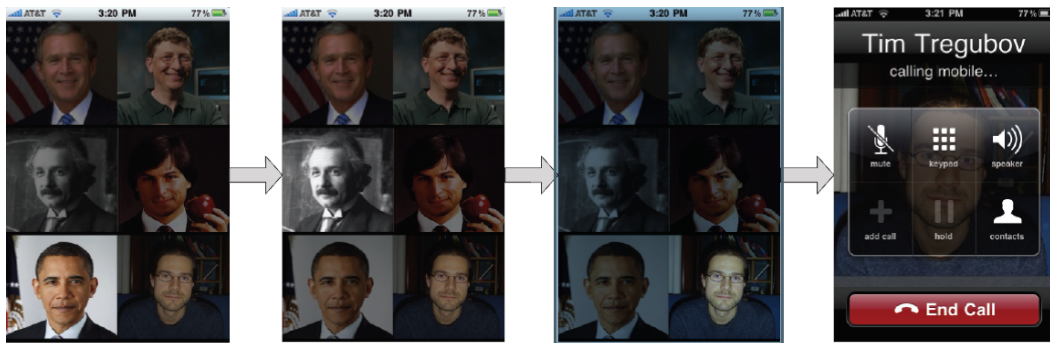 AT&T 3:20 PM 77%
AT&T 3:20 PM 77%
AT&T 3:20 PM 77%
AT&T 3:21 PM 77%
Tim Tregubov
calling mobile...
mute keypad speaker
add call hold contacts
End Call